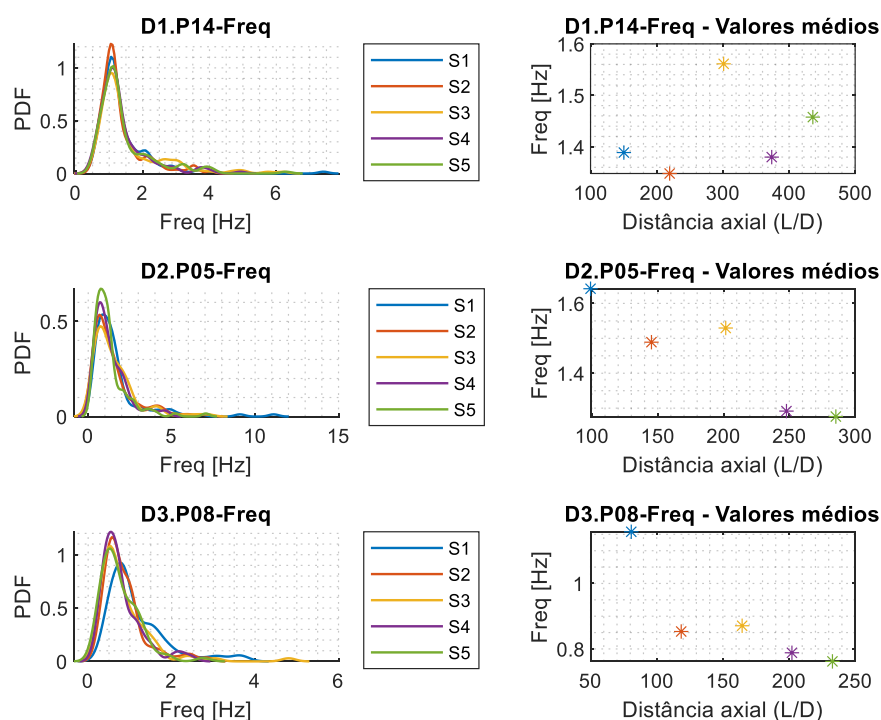 D1.P14-Freq
PDF
1
0.5
0
0 2 4 6
Freq [Hz]
S1
S2
S3
S4
S5
D1.P14-Freq - Valores médios
Freq [Hz]
1.6
1.5
1.4
100 200 300 400 500
Distância axial (L/D)
D2.P05-Freq
PDF
0.5
0
0 5 10 15
Freq [Hz]
S1
S2
S3
S4
S5
D2.P05-Freq - Valores médios
Freq [Hz]
1.6
1.4
100 150 200 250 300
Distância axial (L/D)
D3.P08-Freq
PDF
1
0.5
0
0 2 4 6
Freq [Hz]
S1
S2
S3
S4
S5
D3.P08-Freq - Valores médios
Freq [Hz]
1
0.8
50 100 150 200 250
Distância axial (L/D)